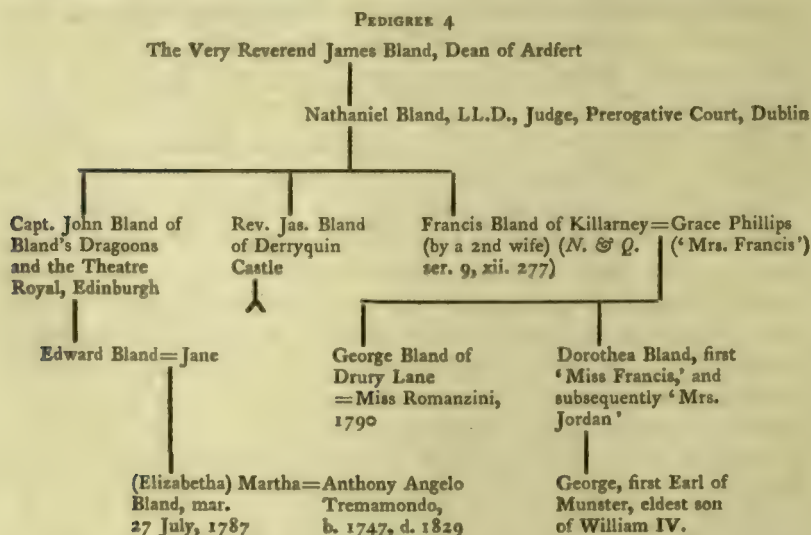 PEDIGREE 4
The Very Reverend James Bland, Dean of Ardfert
Nathaniel Bland, LL.D., Judge, Prerogative Court, Dublin
Capt. John Bland of
Bland's Dragoons
and the Theatre
Royal, Edinburgh
Rev. Jas. Bland
of Derryquin
Castle
Francis Bland of Killarney=Grace Phillips
(by a 2nd wife) (N. & Q. ('Mrs. Francis')
ser. 9, xii. 277)
Edward Bland=Jane
George Bland of
Drury Lane
=Miss Romanzini,
1790
Dorothea Bland, first
'Miss Francis,' and
subsequently 'Mrs.
Jordan'
(Elizabetha) Martha=Anthony Angelo
Bland, mar. Tremamondo,
27 July, 1787 b. 1747, d. 1829
George, first Earl of
Munster, eldest son
of William IV.